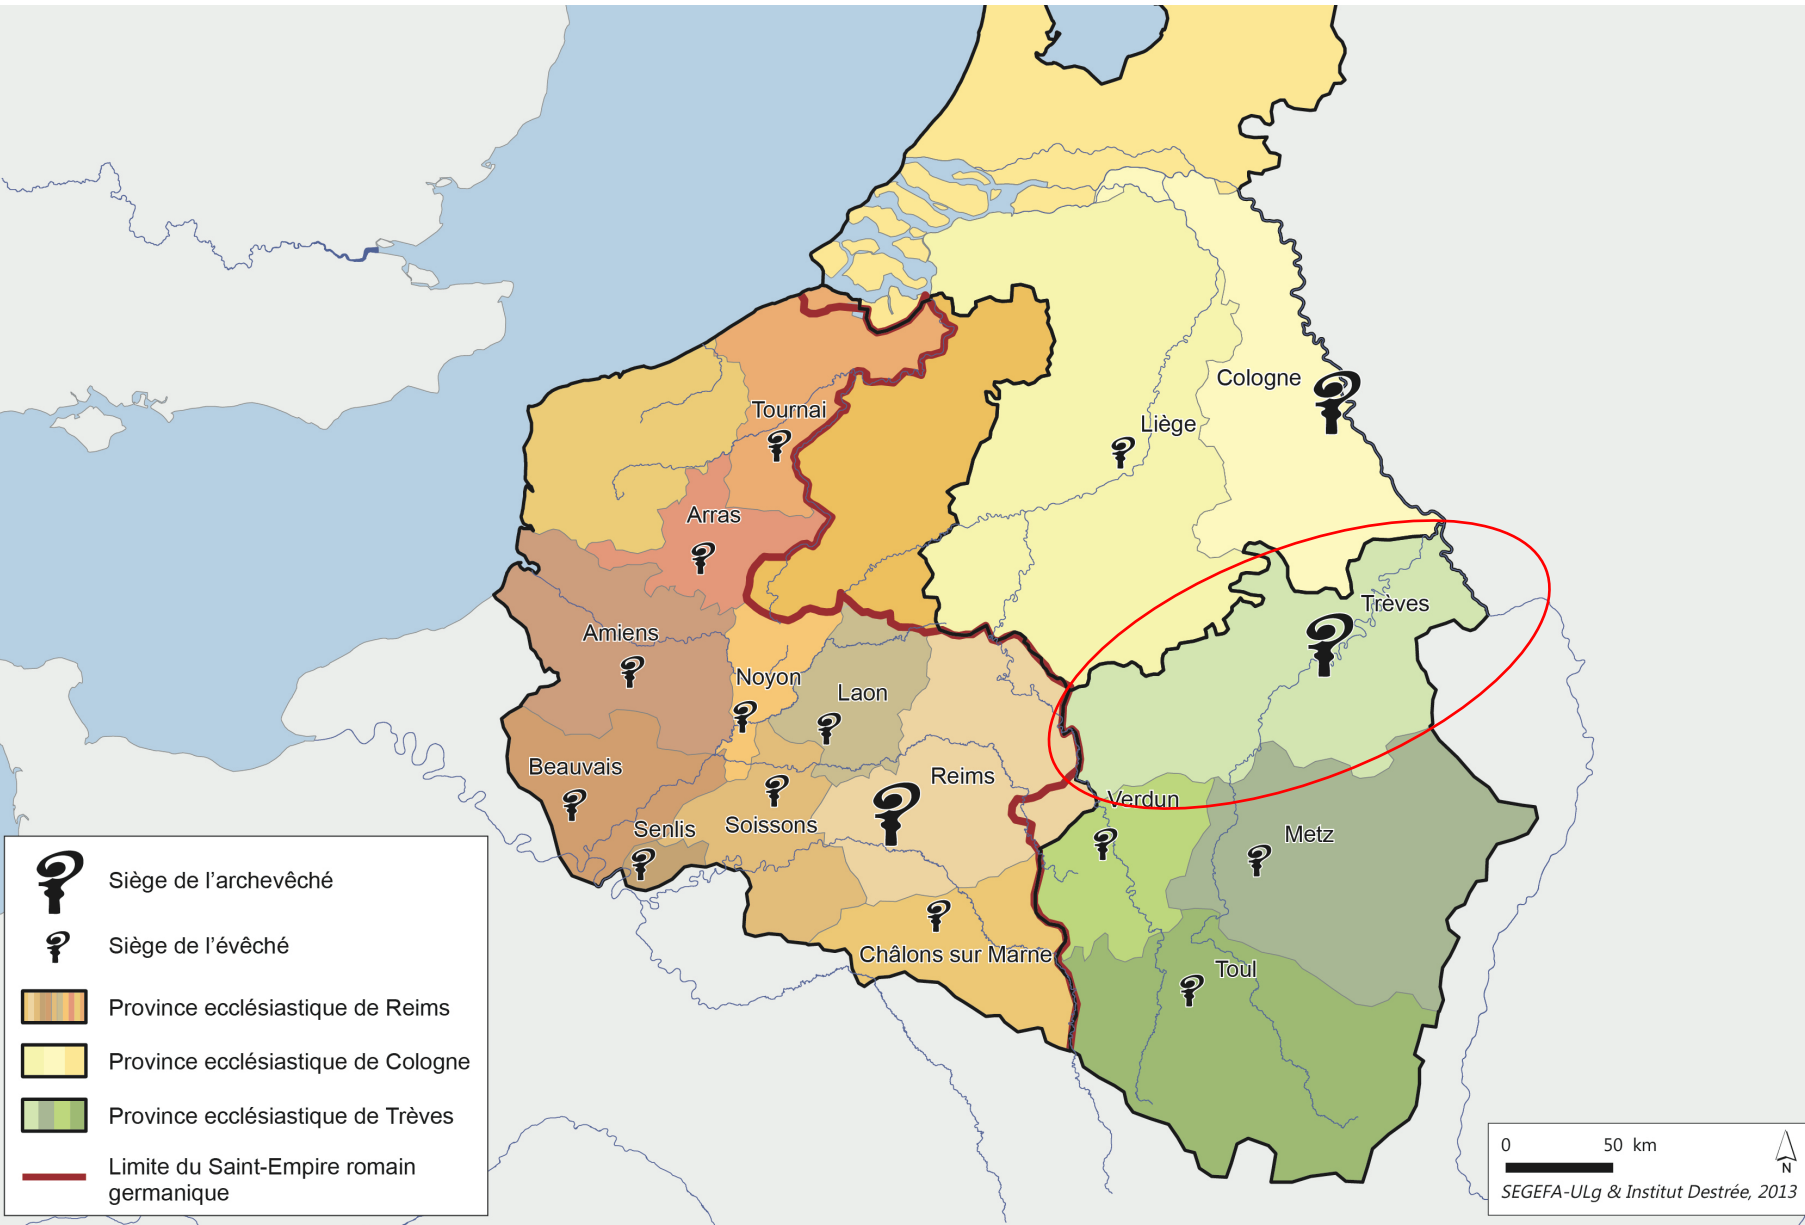 Cologne
Liège
Tournai
Arras
Trèves
Amiens
Noyon
Laon
Beauvais
Reims
Verdun
Senlis
Soissons
Metz
Châlons sur Marne
Toul
Siège de l'archevêché
Siège de l'évêché
Province ecclésiastique de Reims
Province ecclésiastique de Cologne
Province ecclésiastique de Trèves
Limite du Saint-Empire romain
germanique
0 50 km
N
SEGEFA-ULg & Institut Destrée, 2013